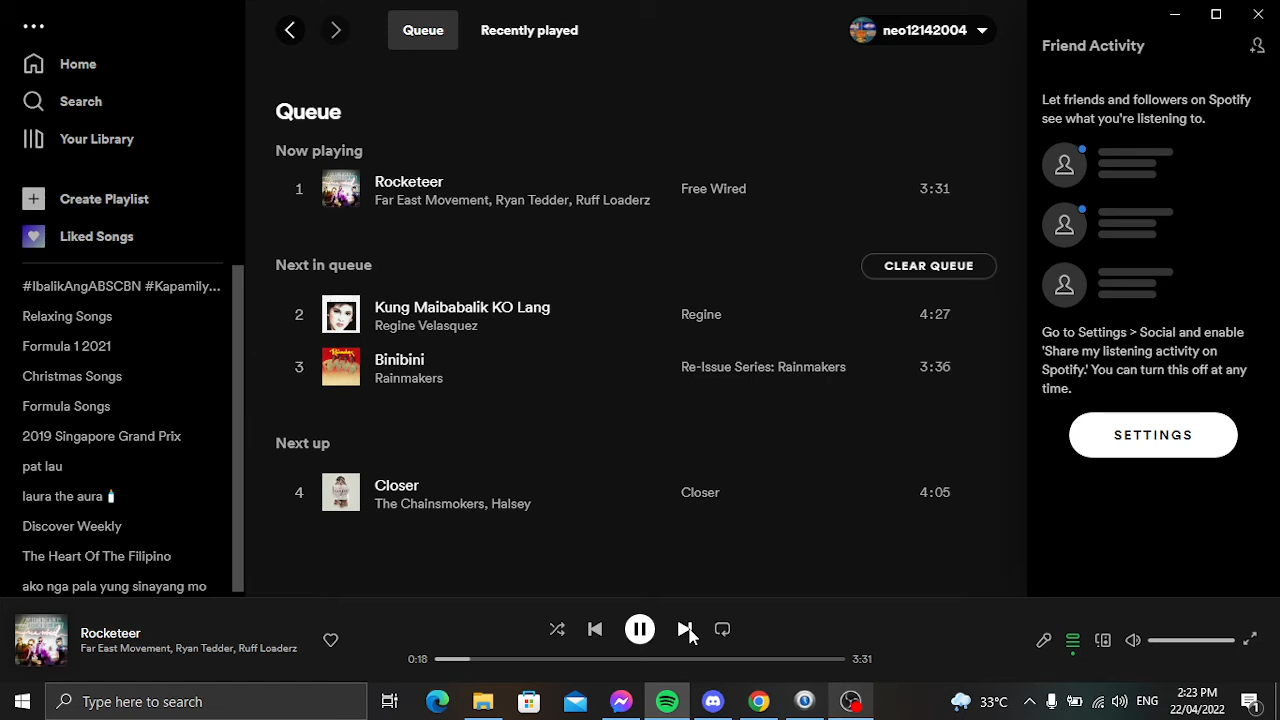 Home
Search
Your Library
Create Playlist
Liked Songs
#IbalikAngABSCBN #Kapamily...
Relaxing Songs
Formula 1 2021
Christmas Songs
Formula Songs
2019 Singapore Grand Prix
pat lau
laura the aura
Discover Weekly
The Heart Of The Filipino
ako nga pala yung sinayang mo
Queue
Recently played
neo12142004
Queue
Now playing
1 Rocketeer Free Wired 3:31
Far East Movement, Ryan Tedder, Ruff Loaderz
Next in queue
CLEAR QUEUE
2 Kung Maibabalik KO Lang Regine 4:27
Regine Velasquez
3 Binibini Re-Issue Series: Rainmakers 3:36
Rainmakers
Next up
4 Closer Closer 4:05
The Chainsmokers, Halsey
Friend Activity
Let friends and followers on Spotify
see what you're listening to.
Go to Settings > Social and enable
'Share my listening activity on
Spotify.' You can turn this off at any
time.
SETTINGS
Rocketeer
Far East Movement, Ryan Tedder, Ruff Loaderz
0:18
3:31
Type here to search
33°C
ENG
2:23 PM
22/04/2022
1